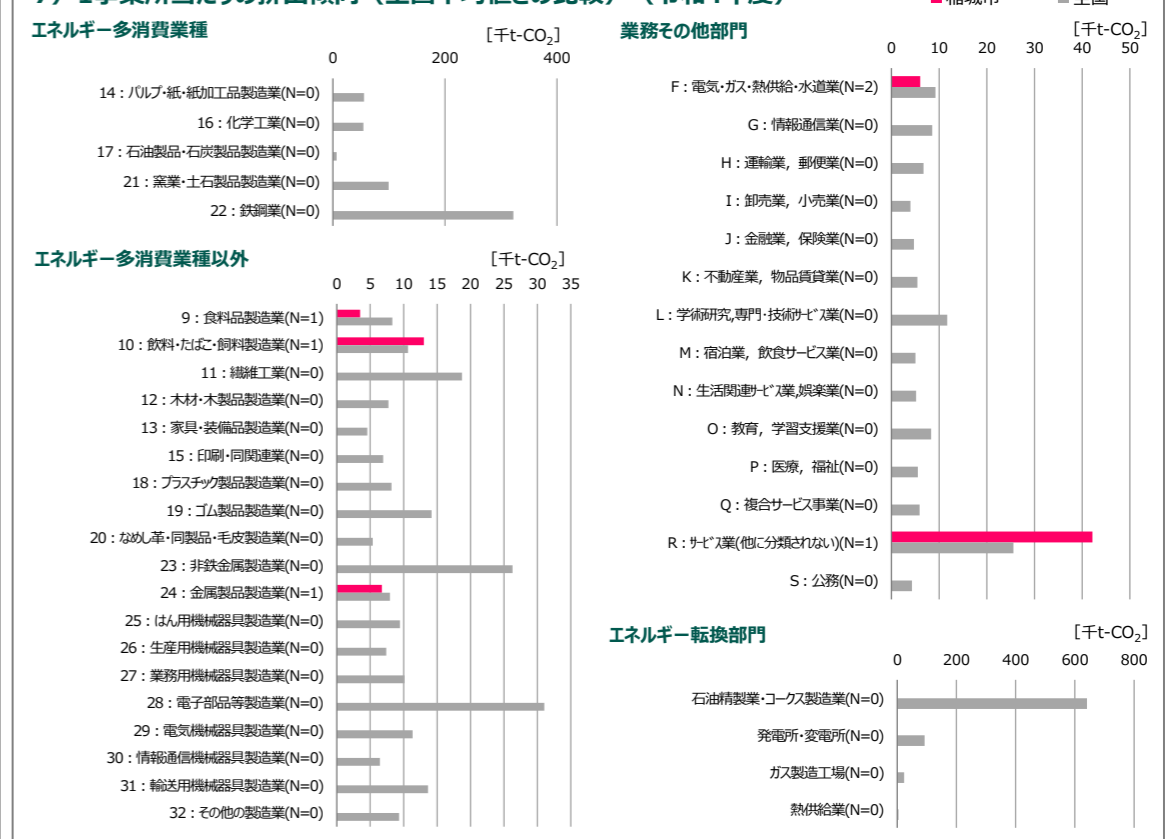 エネルギー多消費業種
[千t-CO₂]
0 200 400
14：パルプ・紙・紙加工品製造業(N=0)
16：化学工業(N=0)
17：石油製品・石炭製品製造業(N=0)
21：窯業・土石製品製造業(N=0)
22：鉄鋼業(N=0)
エネルギー多消費業種以外
[千t-CO₂]
0 5 10 15 20 25 30 35
9：食料品製造業(N=1)
10：飲料・たばこ・飼料製造業(N=1)
11：繊維工業(N=0)
12：木材・木製品製造業(N=0)
13：家具・装備品製造業(N=0)
15：印刷・同関連業(N=0)
18：プラスチック製品製造業(N=0)
19：ゴム製品製造業(N=0)
20：なめし革・同製品・毛皮製造業(N=0)
23：非鉄金属製造業(N=0)
24：金属製品製造業(N=1)
25：はん用機械器具製造業(N=0)
26：生産用機械器具製造業(N=0)
27：業務用機械器具製造業(N=0)
28：電子部品等製造業(N=0)
29：電気機械器具製造業(N=0)
30：情報通信機械器具製造業(N=0)
31：輸送用機械器具製造業(N=0)
32：その他の製造業(N=0)
業務その他部門
[千t-CO₂]
0 10 20 30 40 50
F：電気・ガス・熱供給・水道業(N=2)
G：情報通信業(N=0)
H：運輸業，郵便業(N=0)
I：卸売業，小売業(N=0)
J：金融業，保険業(N=0)
K：不動産業，物品賃貸業(N=0)
L：学術研究,専門・技術サービス業(N=0)
M：宿泊業，飲食サービス業(N=0)
N：生活関連サービス業,娯楽業(N=0)
O：教育，学習支援業(N=0)
P：医療，福祉(N=0)
Q：複合サービス事業(N=0)
R：サービス業(他に分類されない)(N=1)
S：公務(N=0)
エネルギー転換部門
[千t-CO₂]
0 200 400 600 800
石油精製業・コークス製造業(N=0)
発電所・変電所(N=0)
ガス製造工場(N=0)
熱供給業(N=0)